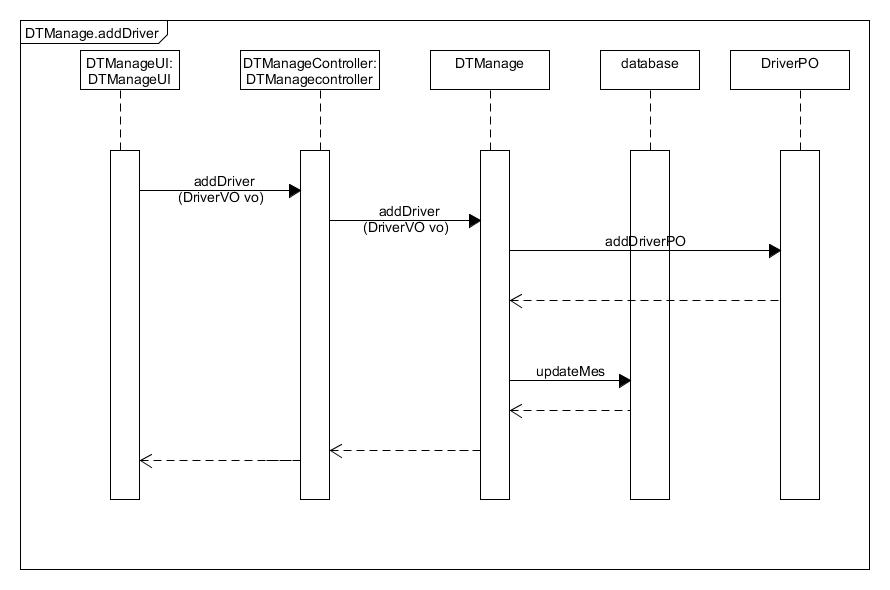 DTManage.addDriver
DTManageUI:
DTManageUI
DTManageController:
DTManagecontroller
DTManage
database
DriverPO
addDriver
(DriverVO vo)
addDriver
(DriverVO vo)
addDriverPO
updateMes